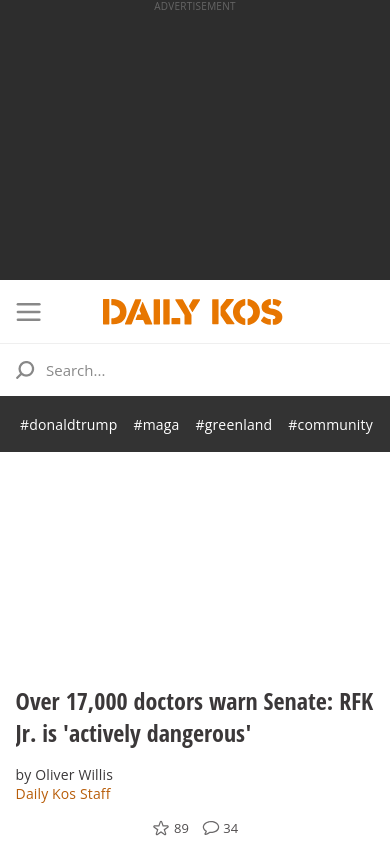 ADVERTISEMENT
DAILY KOS
Search...
#donaldtrump #maga #greenland #community
Over 17,000 doctors warn Senate: RFK
Jr. is 'actively dangerous'
by Oliver Willis
Daily Kos Staff
89 34